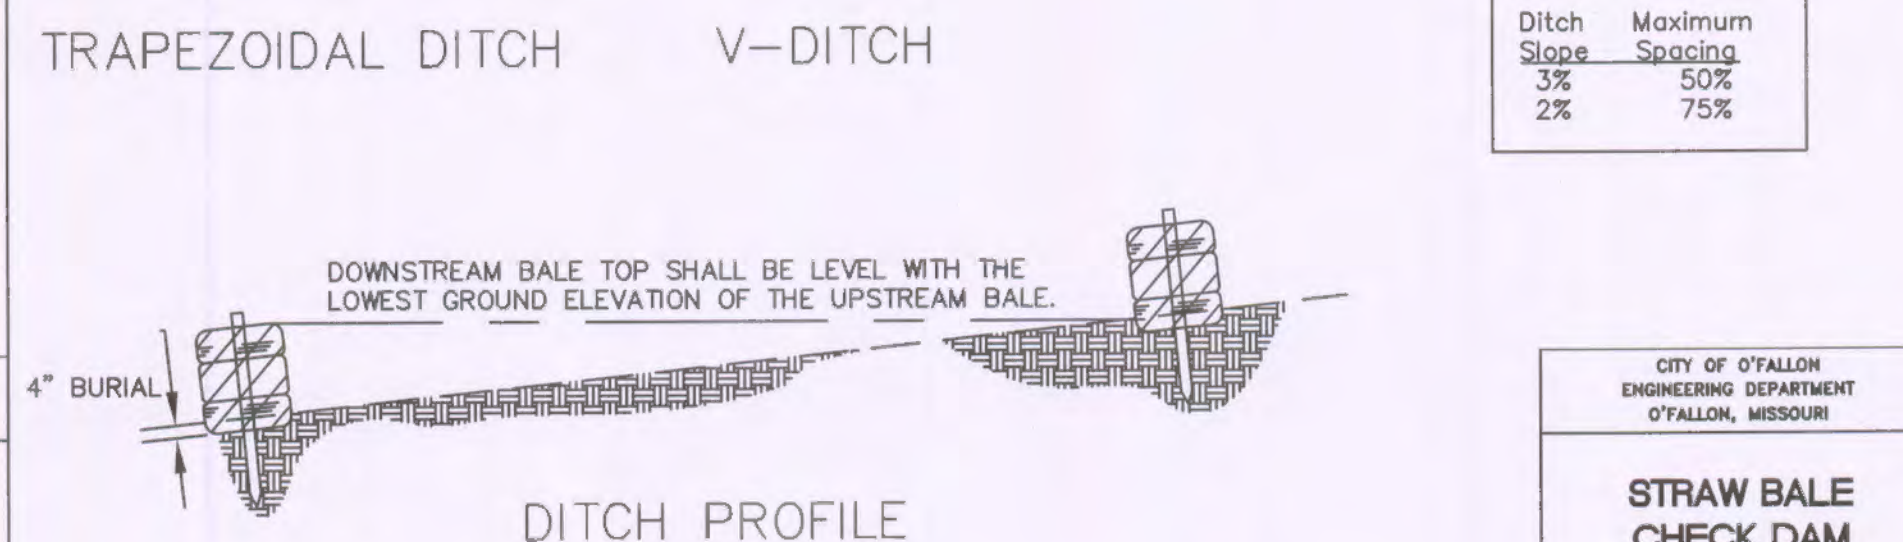 TRAPEZOIDAL DITCH V-DITCH
Ditch Maximum
Slope Spacing
3% 50%
2% 75%
DOWNSTREAM BALE TOP SHALL BE LEVEL WITH THE
LOWEST GROUND ELEVATION OF THE UPSTREAM BALE.
4" BURIAL
DITCH PROFILE
CITY OF O'FALLON
ENGINEERING DEPARTMENT
O'FALLON, MISSOURI
STRAW BALE
CHECK DAM